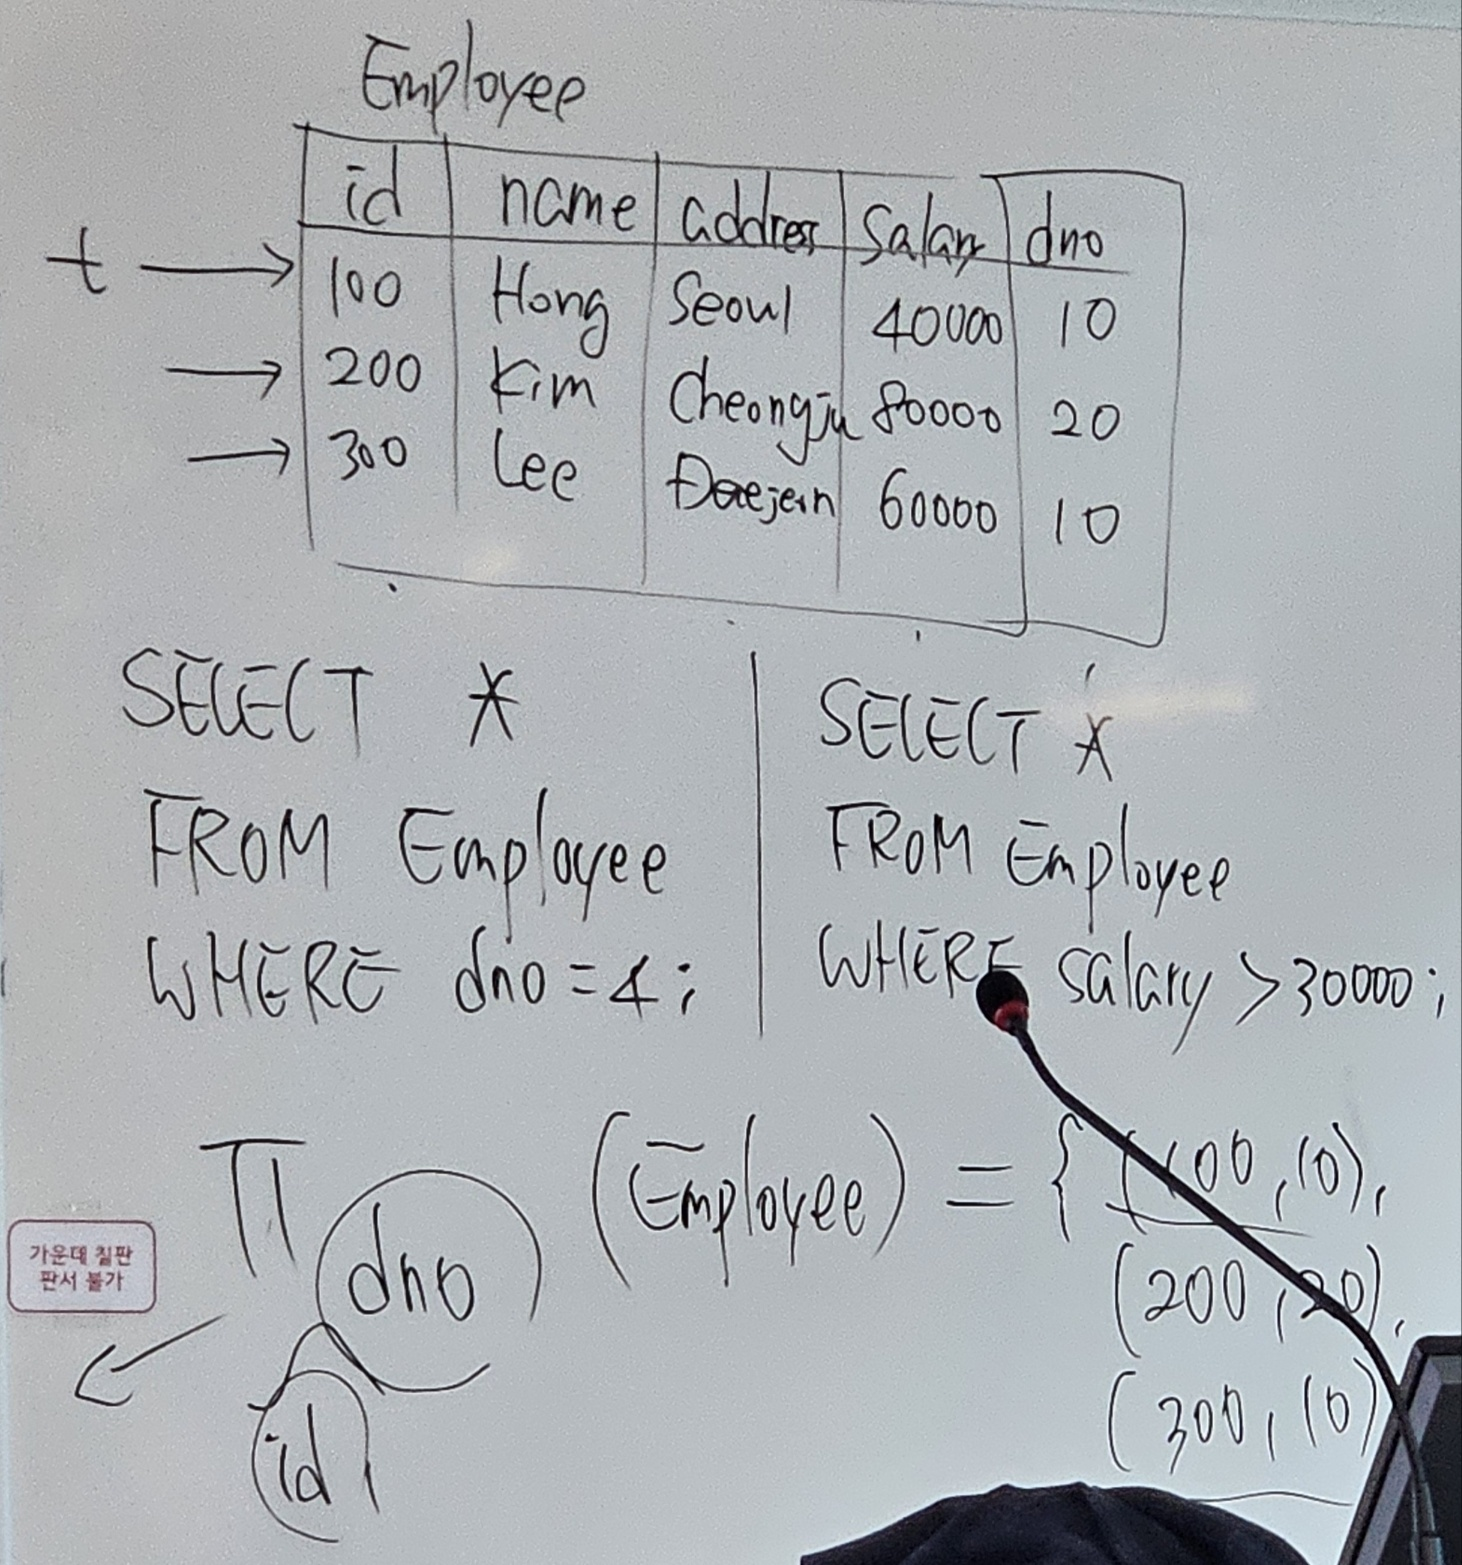 Employee
id name address Salary dno
t → 100 Hong Seoul 40000 10
→ 200 Kim Cheongju 80000 20
→ 300 Lee Daejeon 60000 10
SELECT *
FROM Employee
WHERE dno = 4;
SELECT *
FROM Employee
WHERE salary > 30000;
π dno (Employee) = { (100, 10),
(200, 20),
(300, 10)
id,
가운데 칠판
판서 불가